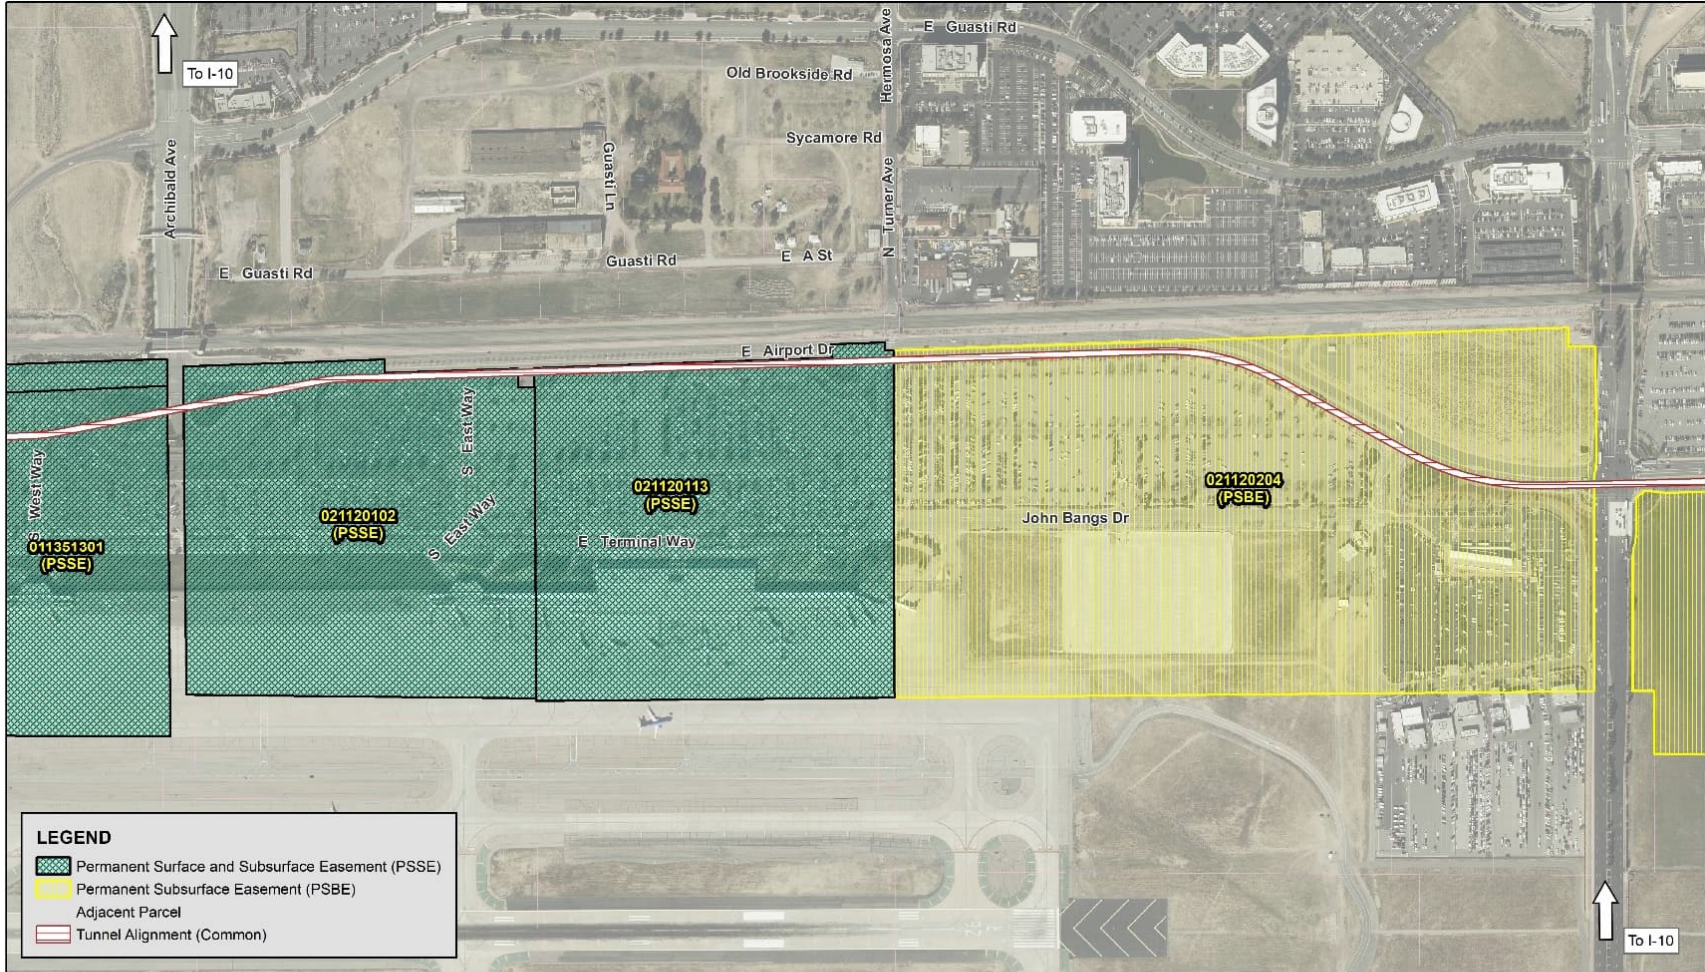 To I-10
E Guasti Rd
Hermosa Ave
Old Brookside Rd
Sycamore Rd
Archibald Ave
Guasti Ln
N Turner Ave
E Guasti Rd
Guasti Rd
E A St
E Airport Dr
S West Way
S East Way
S East Way
E Terminal Way
John Bangs Dr
011351301
(PSSE)
021120102
(PSSE)
021120113
(PSSE)
021120204
(PSBE)
LEGEND
Permanent Surface and Subsurface Easement (PSSE)
Permanent Subsurface Easement (PSBE)
Adjacent Parcel
Tunnel Alignment (Common)
To I-10